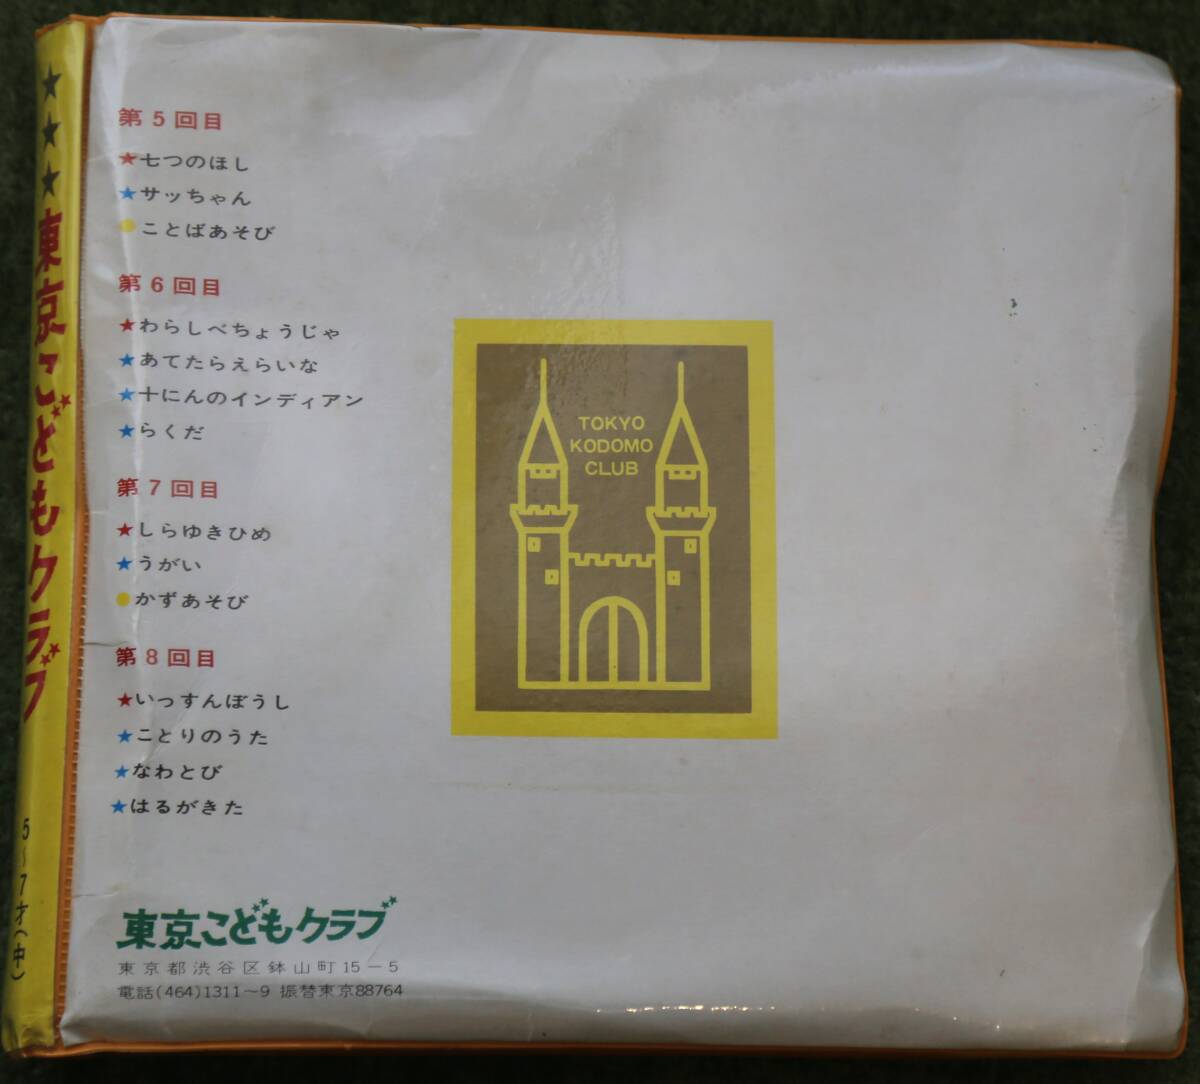 ★★★東京こどもクラブ 5~7才(中)
第5回目
★七つのほし
★サッちゃん
●ことばあそび
第6回目
★わらしべちょうじゃ
★あてたらえらいな
★十にんのインディアン
★らくだ
第7回目
★しらゆきひめ
★うがい
●かずあそび
第8回目
★いっすんぼうし
★ことりのうた
★なわとび
★はるがきた
TOKYO
KODOMO
CLUB
東京こどもクラブ
東京都渋谷区鉢山町15-5
電話(464)1311~9 振替東京88764